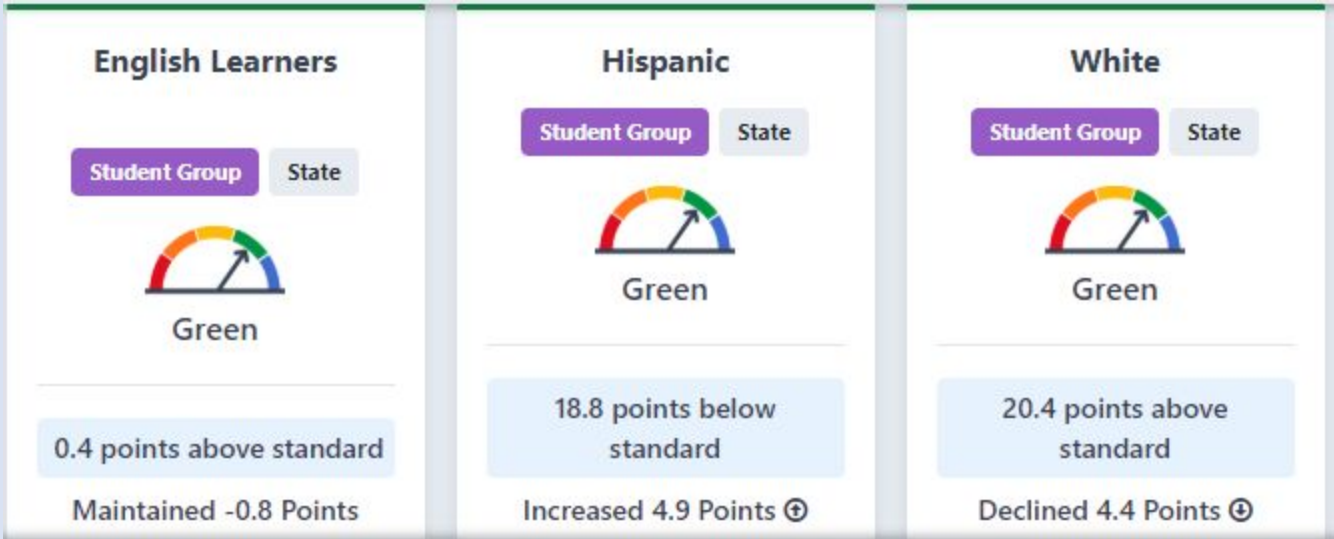 English Learners
Student Group
State
Green
0.4 points above standard
Maintained -0.8 Points
Hispanic
Student Group
State
Green
18.8 points below
standard
Increased 4.9 Points
White
Student Group
State
Green
20.4 points above
standard
Declined 4.4 Points